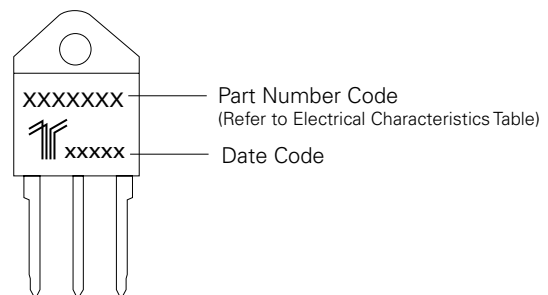 XXXXXXX
Part Number Code
(Refer to Electrical Characteristics Table)
xxxxx
Date Code